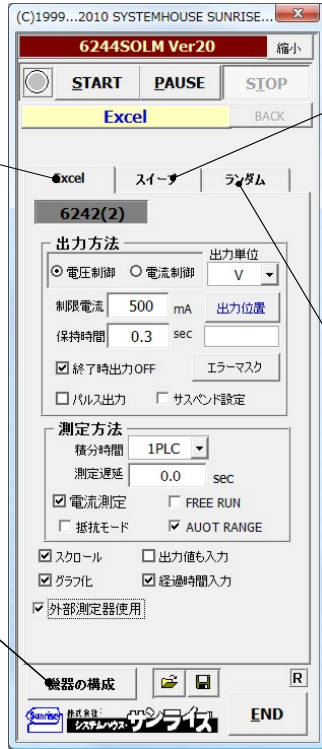 (C)1999...2010 SYSTEMHOUSE SUNRISE...
6244SOLM Ver20 縮小
START PAUSE STOP
Excel BACK
Excel スイープ ランダム
6242(2)
出力方法
出力単位
電圧制御 電流制御 V
制限電流 500 mA 出力位置
保持時間 0.3 sec
終了時出力OFF エラーマスク
パルス出力 サスペンド設定
測定方法
積分時間 1PLC
測定遅延 0.0 sec
電流測定 FREE RUN
抵抗モード AUOT RANGE
スクロール 出力値も入力
グラフ化 経過時間入力
外部測定器使用
機器の構成 R
Sunrise 株式会社 システムハウス サンライズ END